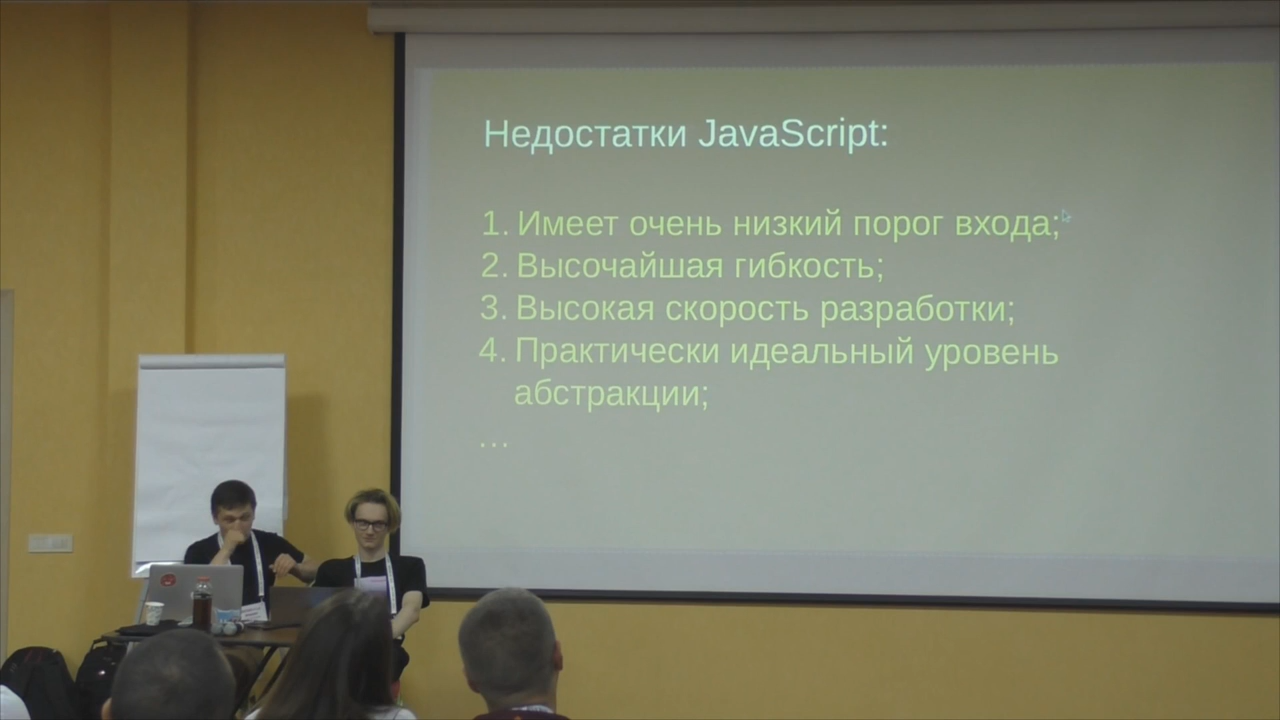 Недостатки JavaScript:
1. Имеет очень низкий порог входа;
2. Высочайшая гибкость;
3. Высокая скорость разработки;
4. Практически идеальный уровень
абстракции;
...